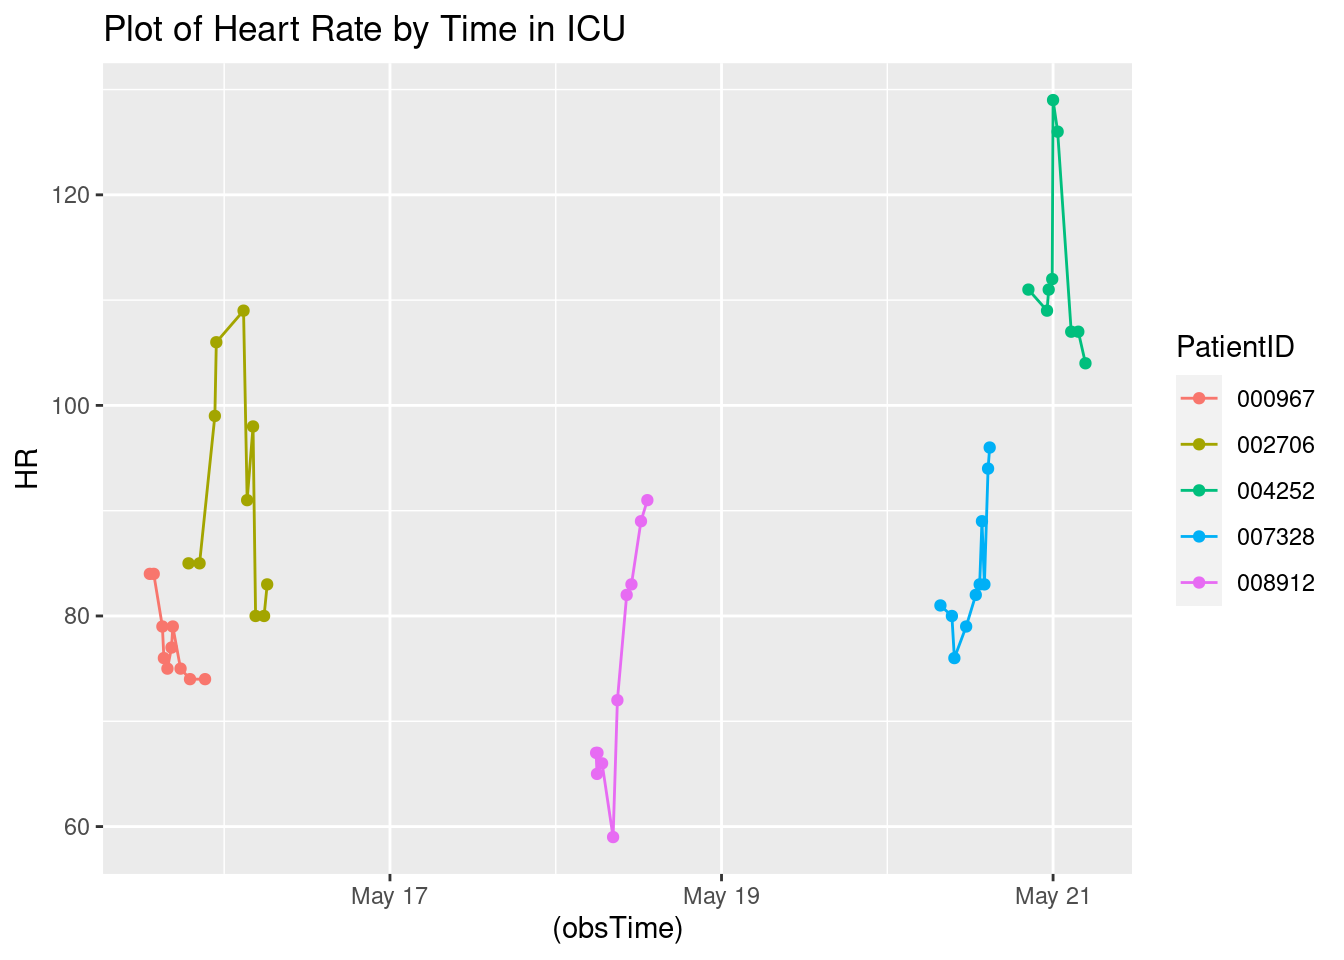 Plot of Heart Rate by Time in ICU
HR
120
100
80
60
May 17
May 19
May 21
(obsTime)
PatientID
000967
002706
004252
007328
008912